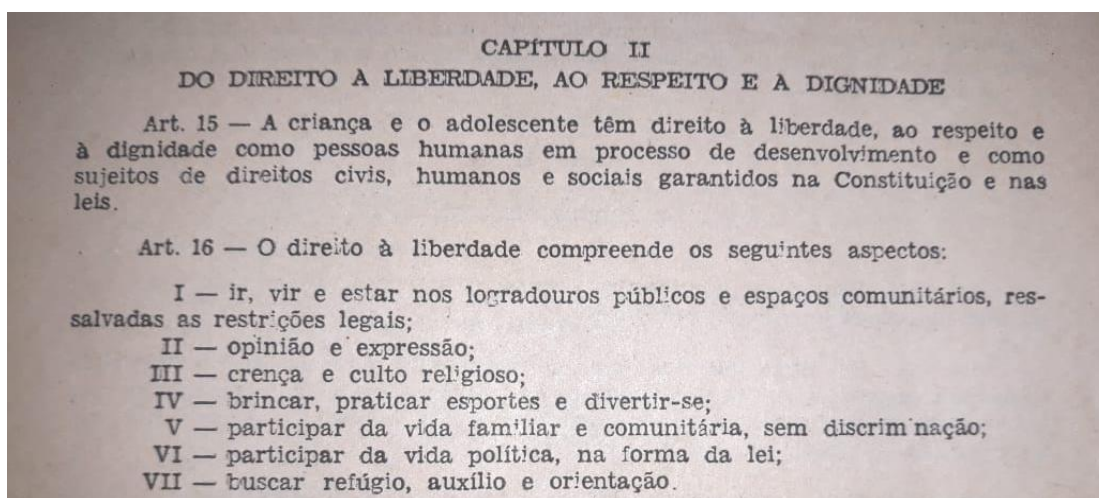 CAPÍTULO II
DO DIREITO A LIBERDADE, AO RESPEITO E A DIGNIDADE
Art. 15 — A criança e o adolescente têm direito à liberdade, ao respeito e
à dignidade como pessoas humanas em processo de desenvolvimento e como
sujeitos de direitos civis, humanos e sociais garantidos na Constituição e nas
leis.
Art. 16 — O direito à liberdade compreende os seguintes aspectos:
I — ir, vir e estar nos logradouros públicos e espaços comunitários, res-
salvadas as restrições legais;
II — opinião e expressão;
III — crença e culto religioso;
IV — brincar, praticar esportes e divertir-se;
V — participar da vida familiar e comunitária, sem discriminação;
VI — participar da vida política, na forma da lei;
VII — buscar refúgio, auxílio e orientação.